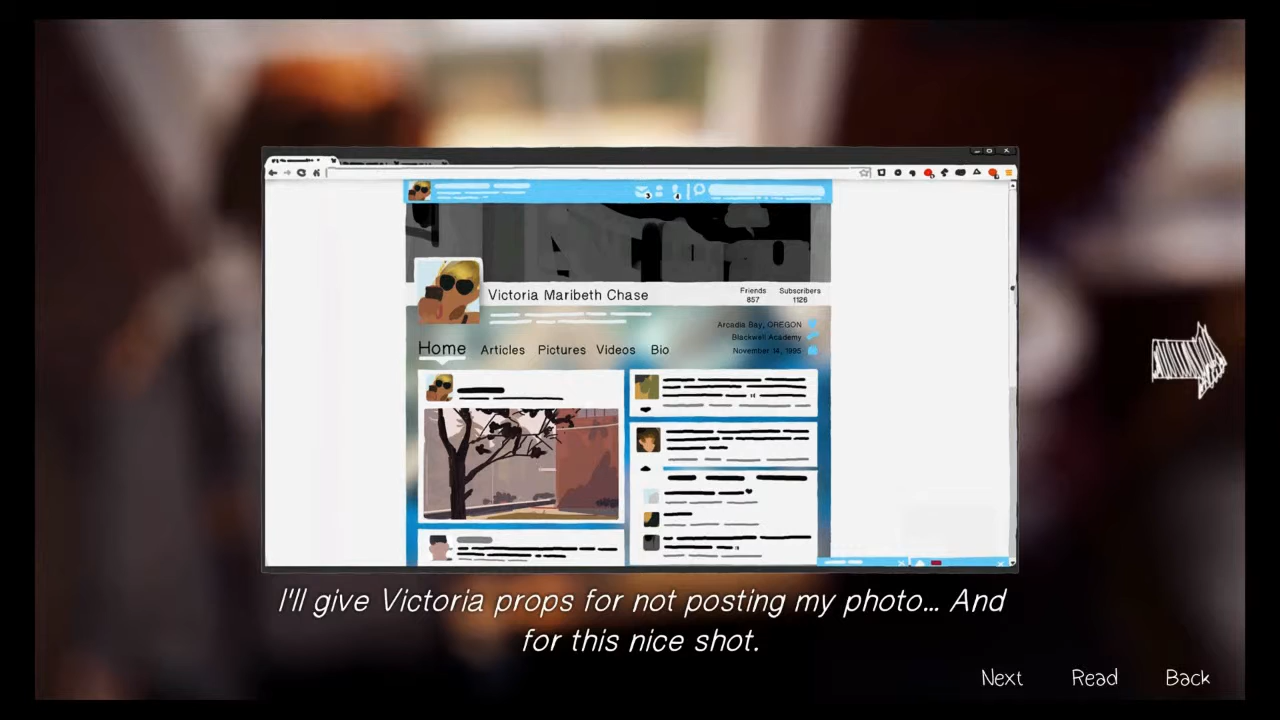 Victoria Maribeth Chase
Friends
857
Subscribers
1126
Arcadia Bay, OREGON
Blackwell Academy
November 14, 1995
Home Articles Pictures Videos Bio
I'll give Victoria props for not posting my photo... And
for this nice shot.
Next Read Back